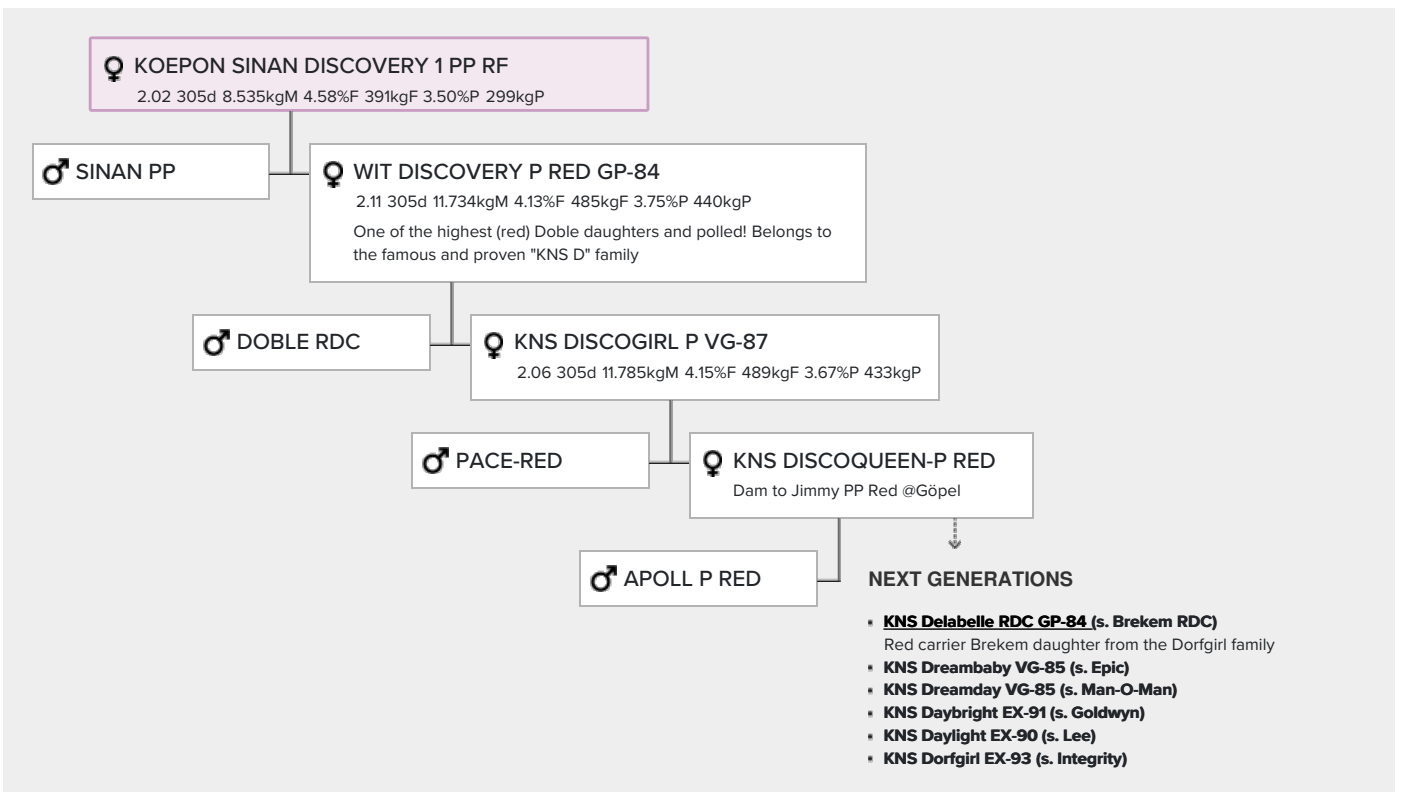 KOEPON SINAN DISCOVERY 1 PP RF
2.02 305d 8.535kgM 4.58%F 391kgF 3.50%P 299kgP
SINAN PP
WIT DISCOVERY P RED GP-84
2.11 305d 11.734kgM 4.13%F 485kgF 3.75%P 440kgP
One of the highest (red) Doble daughters and polled! Belongs to
the famous and proven "KNS D" family
DOBLE RDC
KNS DISCOGIRL P VG-87
2.06 305d 11.785kgM 4.15%F 489kgF 3.67%P 433kgP
PACE-RED
KNS DISCOQUEEN-P RED
Dam to Jimmy PP Red @Göpel
APOLL P RED
NEXT GENERATIONS
▪ KNS Delabelle RDC GP-84 (s. Brekem RDC)
Red carrier Brekem daughter from the Dorfgirl family
▪ KNS Dreambaby VG-85 (s. Epic)
▪ KNS Dreamday VG-85 (s. Man-O-Man)
▪ KNS Daybright EX-91 (s. Goldwyn)
▪ KNS Daylight EX-90 (s. Lee)
▪ KNS Dorfgirl EX-93 (s. Integrity)